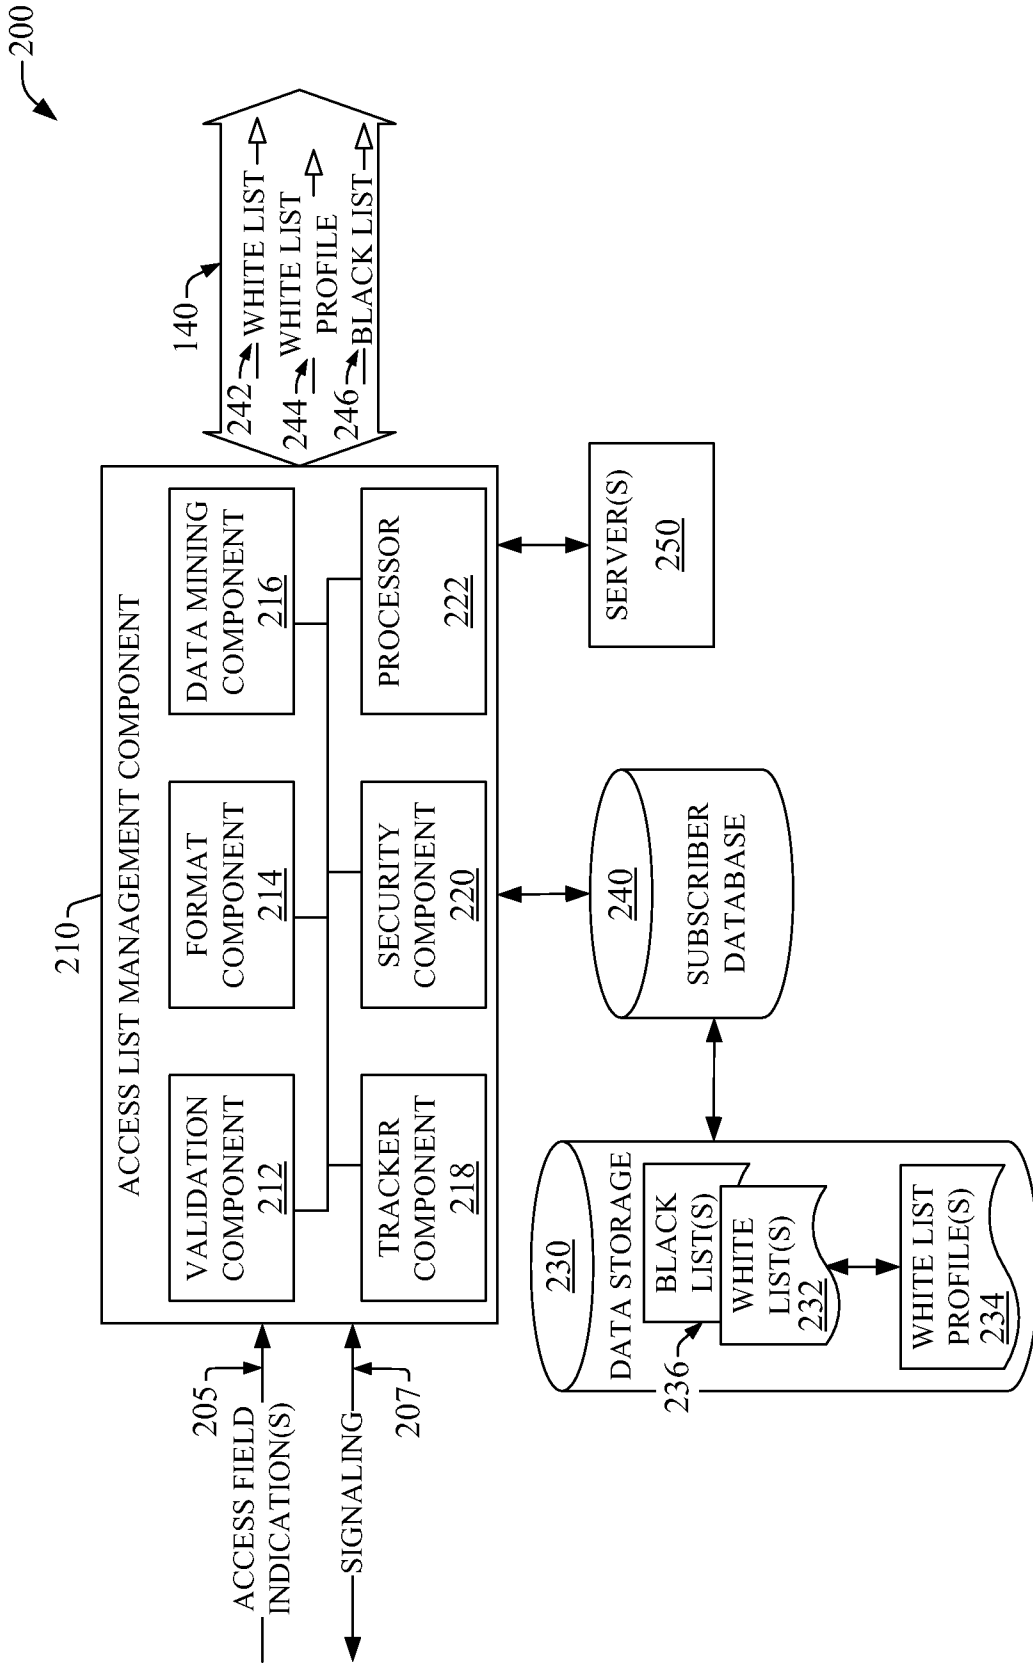 200
140
242
WHITE LIST
244
WHITE LIST
PROFILE
246
BLACK LIST
210
ACCESS LIST MANAGEMENT COMPONENT
VALIDATION
COMPONENT
212
FORMAT
COMPONENT
214
DATA MINING
COMPONENT
216
TRACKER
COMPONENT
218
SECURITY
COMPONENT
220
PROCESSOR
222
205
ACCESS FIELD
INDICATION(S)
SIGNALING
207
230
DATA STORAGE
BLACK
LIST(S)
WHITE
LIST(S)
232
236
WHITE LIST
PROFILE(S)
234
240
SUBSCRIBER
DATABASE
SERVER(S)
250